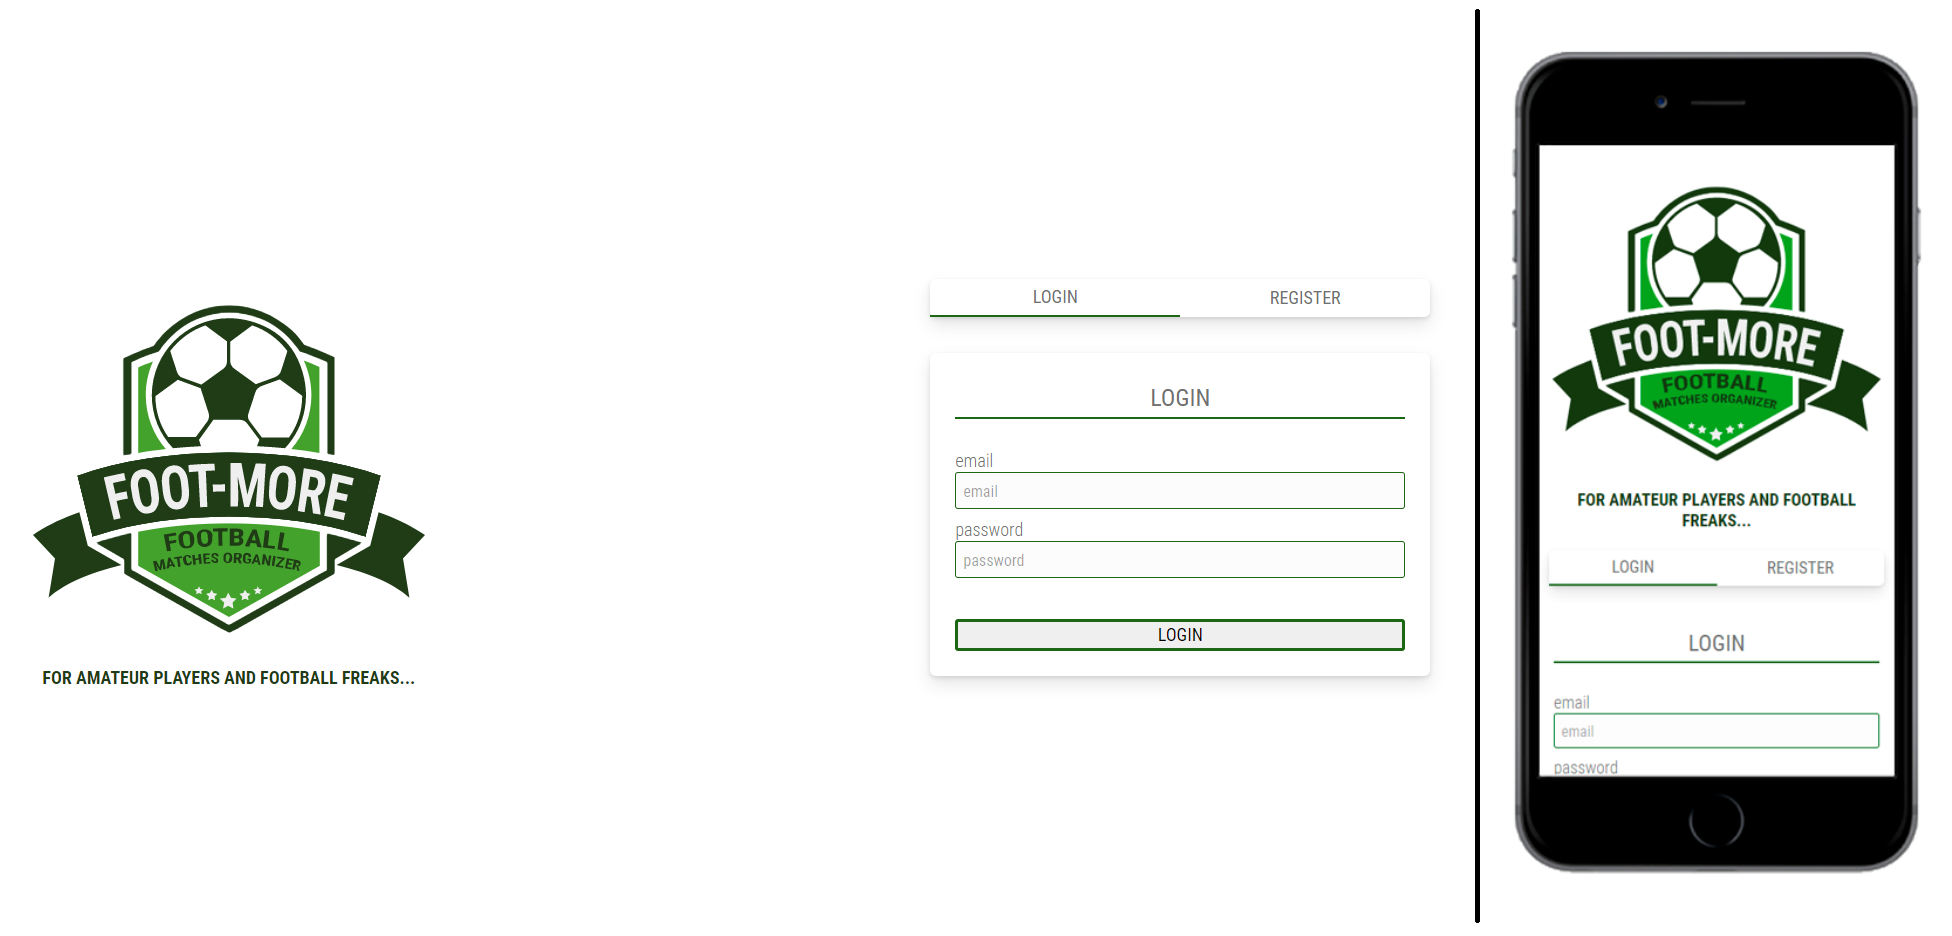 FOOT-MORE
FOOTBALL
MATCHES ORGANIZER
FOR AMATEUR PLAYERS AND FOOTBALL FREAKS...
LOGIN
REGISTER
LOGIN
email
email
password
password
LOGIN
FOOT-MORE
FOOTBALL
MATCHES ORGANIZER
FOR AMATEUR PLAYERS AND FOOTBALL
FREAKS...
LOGIN
REGISTER
LOGIN
email
email
password